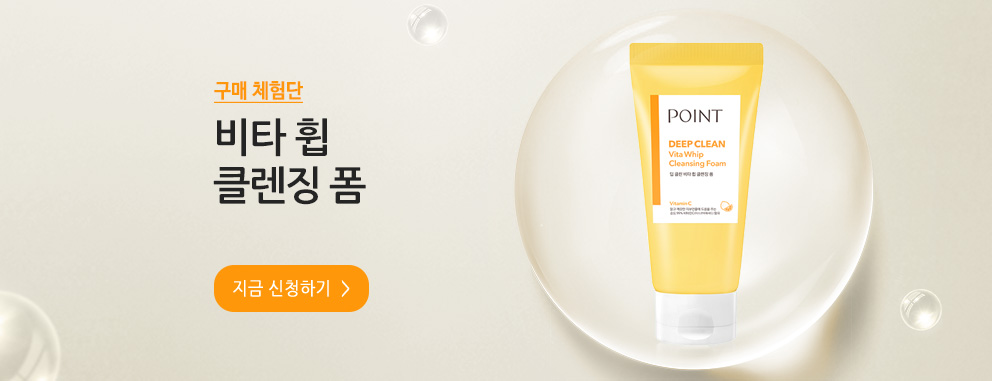 구매 체험단
비타 휩
클렌징 폼
지금 신청하기 >
POINT
DEEP CLEAN
Vita Whip
Cleansing Foam
딥 클린 비타 휩 클렌징 폼
Vitamin C